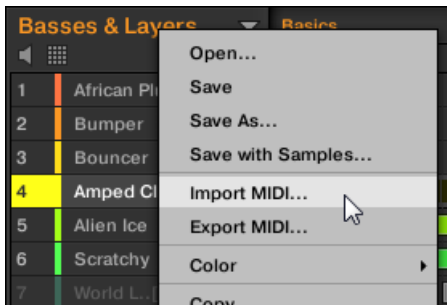 Basses & Layers
Basics
1 African Pl
2 Bumper
3 Bouncer
4 Amped Cl
5 Alien Ice
6 Scratchy
7 World L..[
Open...
Save
Save As...
Save with Samples...
Import MIDI...
Export MIDI...
Color
Copy